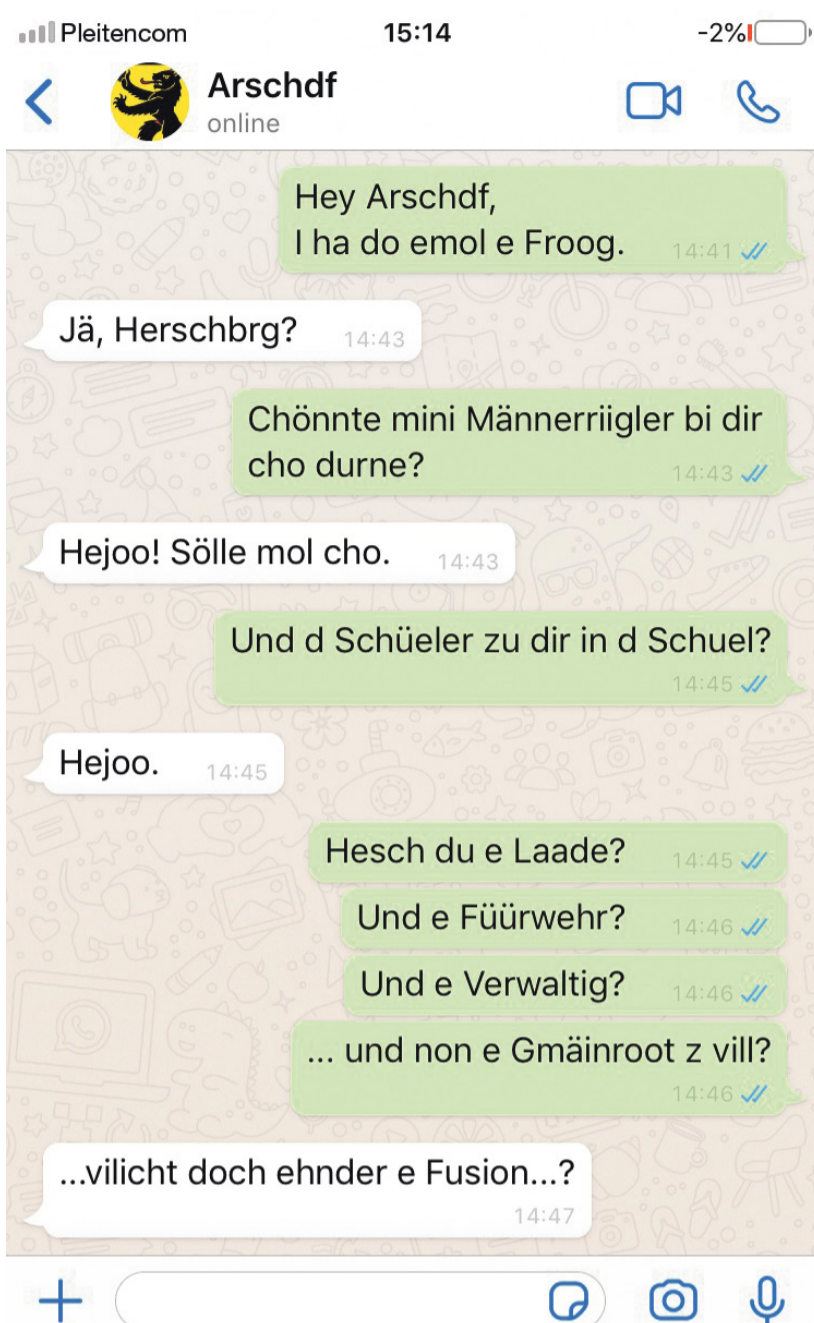 Pleitencom 15:14 -2%
Arschdf
online
Hey Arschdf,
I ha do emol e Froog. 14:41
Jä, Herschbrg? 14:43
Chönnte mini Männerriigler bi dir
cho durne? 14:43
Hejoo! Sölle mol cho. 14:43
Und d Schüeler zu dir in d Schuel?
14:45
Hejoo. 14:45
Hesch du e Laade? 14:45
Und e Füürwehr? 14:46
Und e Verwaltig? 14:46
... und non e Gmäinroot z vill?
14:46
...vilicht doch ehnder e Fusion...?
14:47